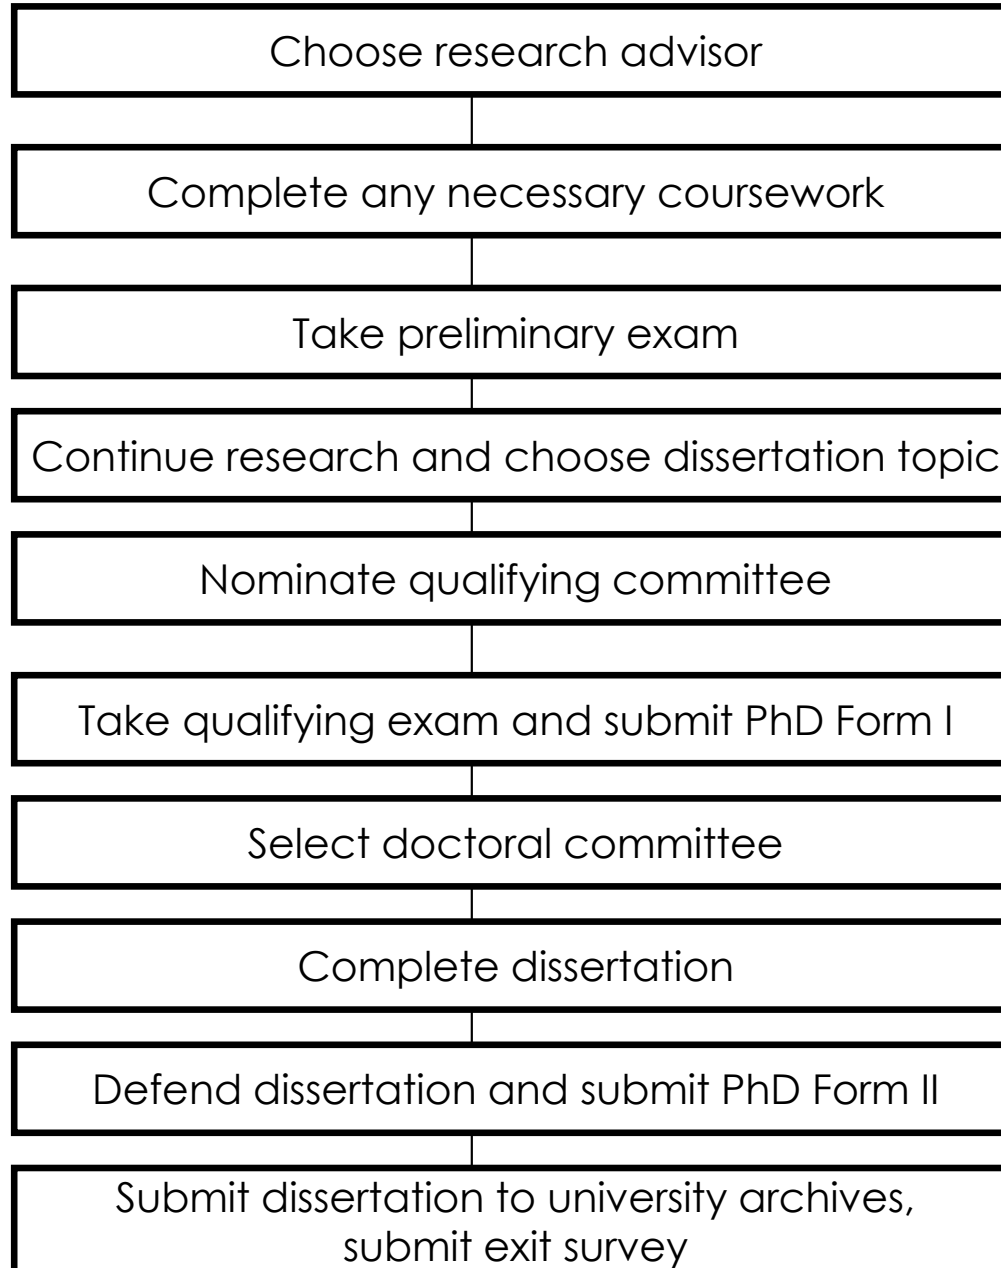 Choose research advisor
Complete any necessary coursework
Take preliminary exam
Continue research and choose dissertation topic
Nominate qualifying committee
Take qualifying exam and submit PhD Form I
Select doctoral committee
Complete dissertation
Defend dissertation and submit PhD Form II
Submit dissertation to university archives,
submit exit survey